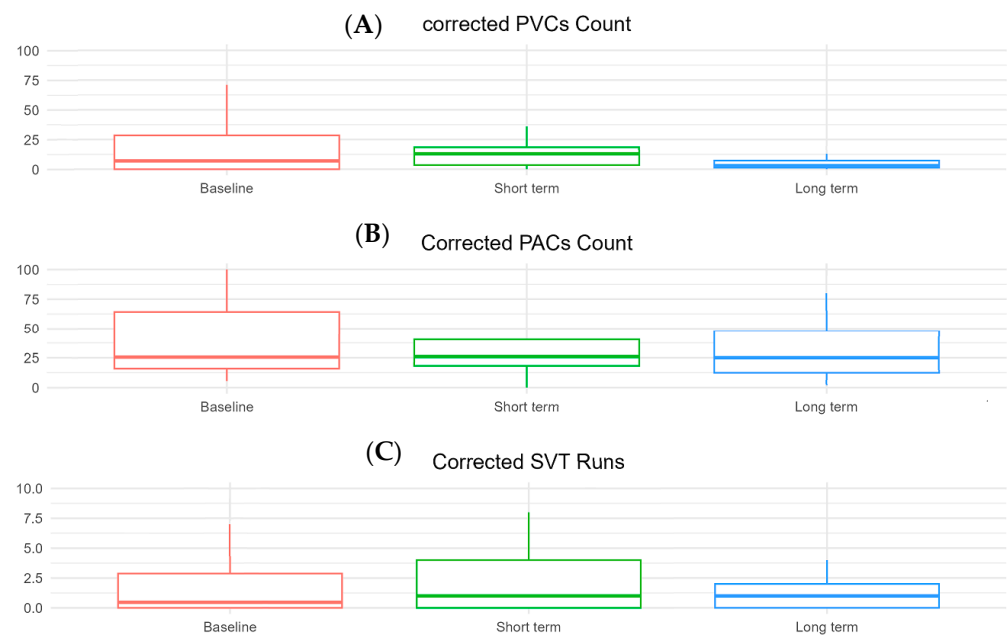 (A) corrected PVCs Count
100
75
50
25
0
Baseline Short term Long term
(B) Corrected PACs Count
100
75
50
25
0
Baseline Short term Long term
(C) Corrected SVT Runs
10.0
7.5
5.0
2.5
0.0
Baseline Short term Long term